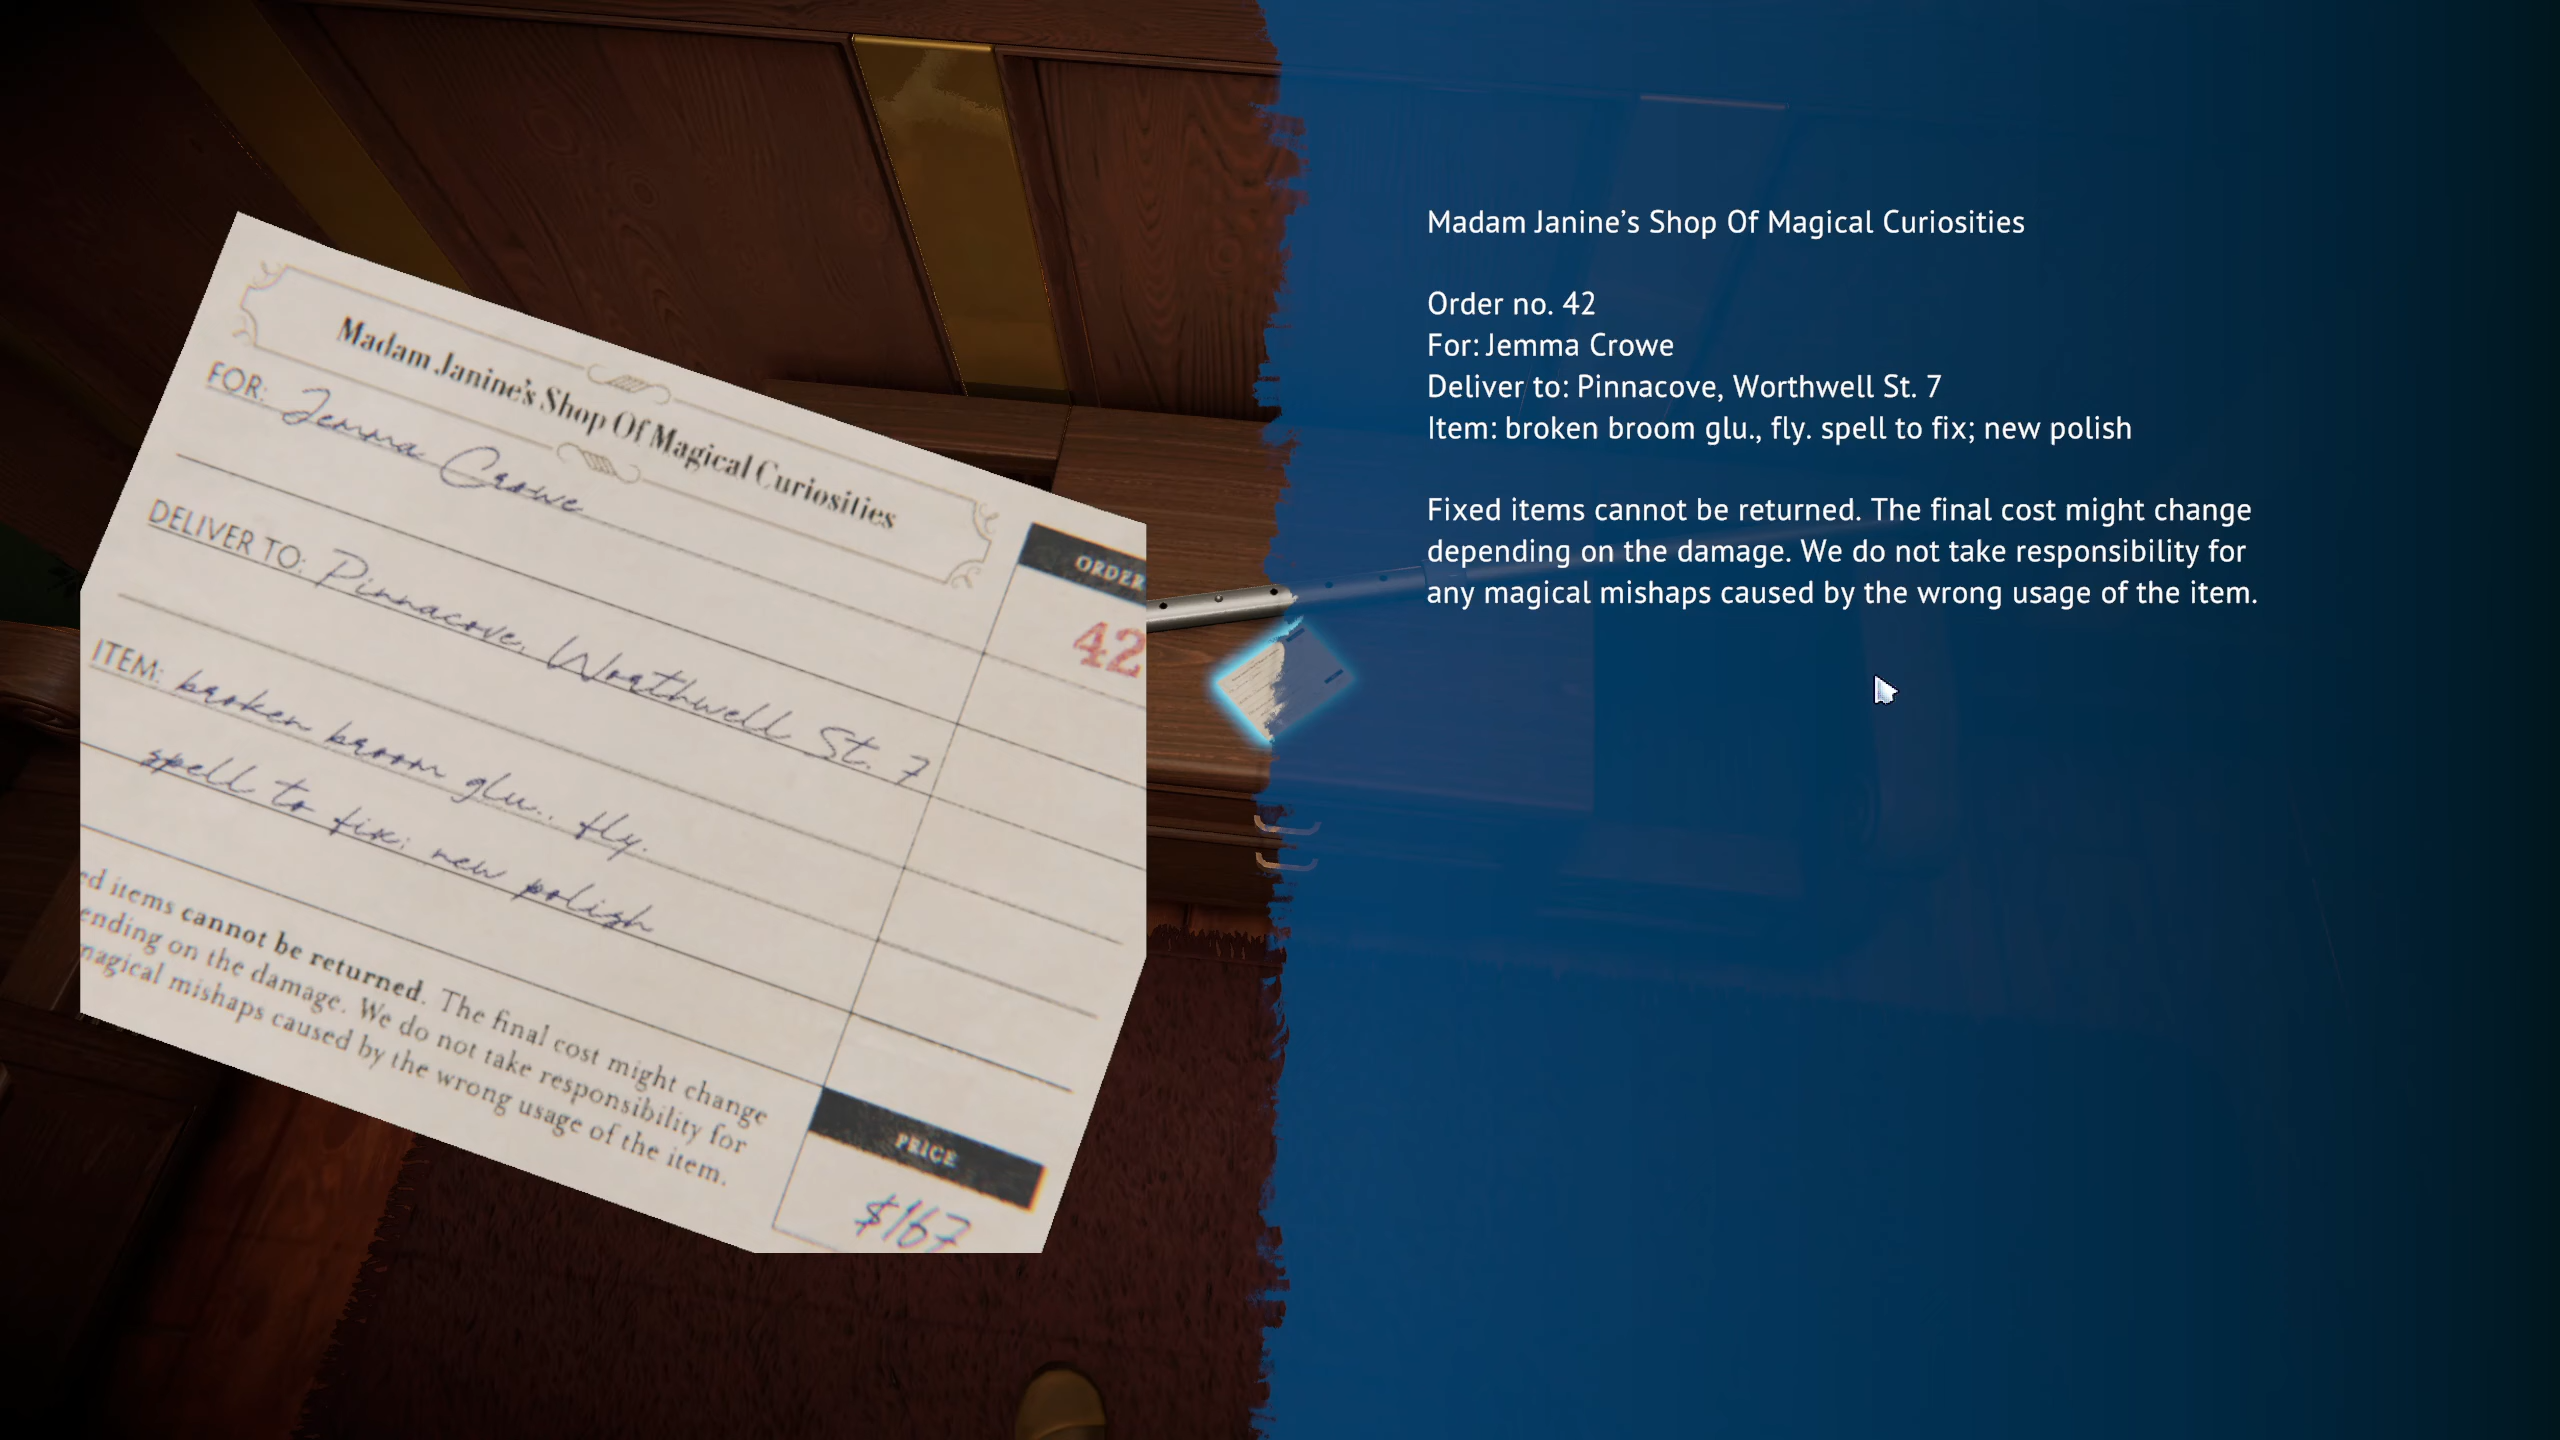 Madam Janine's Shop Of Magical Curiosities
FOR: Jemma Crowe
DELIVER TO: Pinnacove, Worthwell St. 7
ITEM: broken broom glu., fly.
spell to fix; new polish
ed items cannot be returned. The final cost might change
ending on the damage. We do not take responsibility for
magical mishaps caused by the wrong usage of the item.
ORDER
42
PRICE
$167
Madam Janine's Shop Of Magical Curiosities
Order no. 42
For: Jemma Crowe
Deliver to: Pinnacove, Worthwell St. 7
Item: broken broom glu., fly. spell to fix; new polish
Fixed items cannot be returned. The final cost might change
depending on the damage. We do not take responsibility for
any magical mishaps caused by the wrong usage of the item.